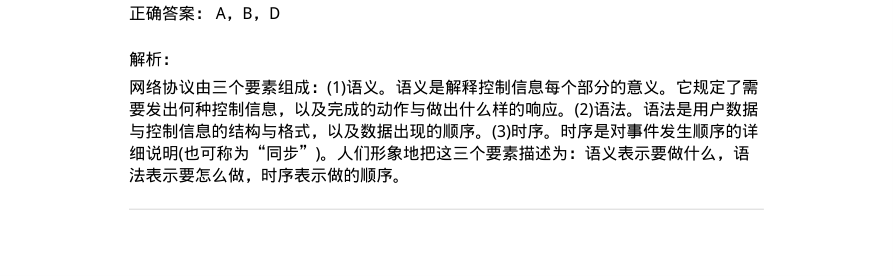 正确答案： A，B，D
解析：
网络协议由三个要素组成：(1)语义。语义是解释控制信息每个部分的意义。它规定了需
要发出何种控制信息，以及完成的动作与做出什么样的响应。(2)语法。语法是用户数据
与控制信息的结构与格式，以及数据出现的顺序。(3)时序。时序是对事件发生顺序的详
细说明(也可称为“同步”)。人们形象地把这三个要素描述为：语义表示要做什么，语
法表示要怎么做，时序表示做的顺序。